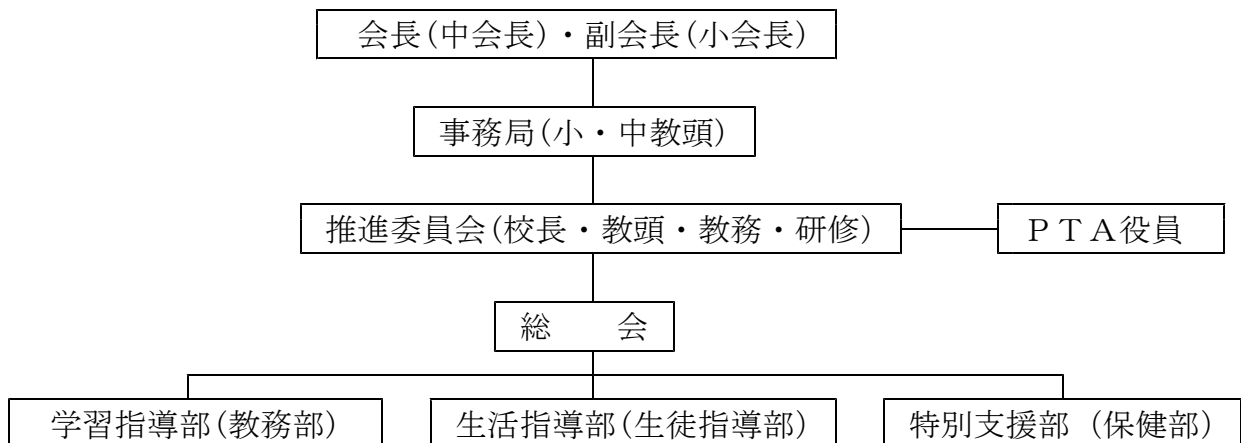 会長(中会長)・副会長(小会長)
事務局(小・中教頭)
推進委員会(校長・教頭・教務・研修)
ＰＴＡ役員
総　　会
学習指導部(教務部)
生活指導部(生徒指導部)
特別支援部 (保健部)